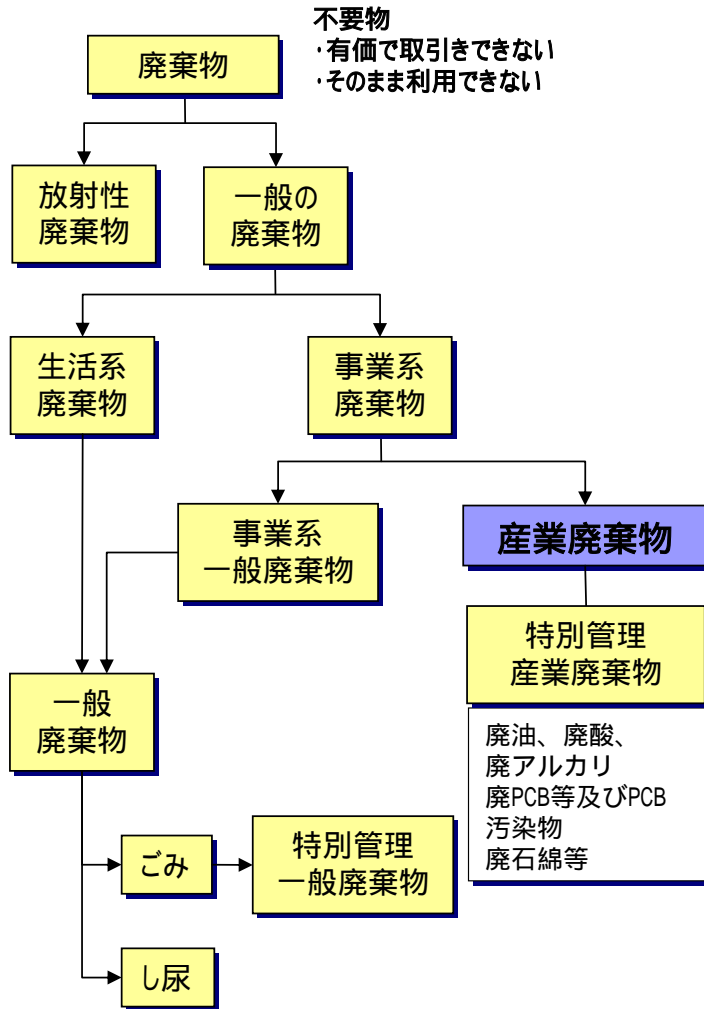 不要物
・有価で取引きできない
・そのまま利用できない
廃棄物
放射性
廃棄物
一般の
廃棄物
生活系
廃棄物
事業系
廃棄物
事業系
一般廃棄物
産業廃棄物
特別管理
産業廃棄物
廃油、廃酸、
廃アルカリ
廃PCB等及びPCB
汚染物
廃石綿等
一般
廃棄物
ごみ
特別管理
一般廃棄物
し尿